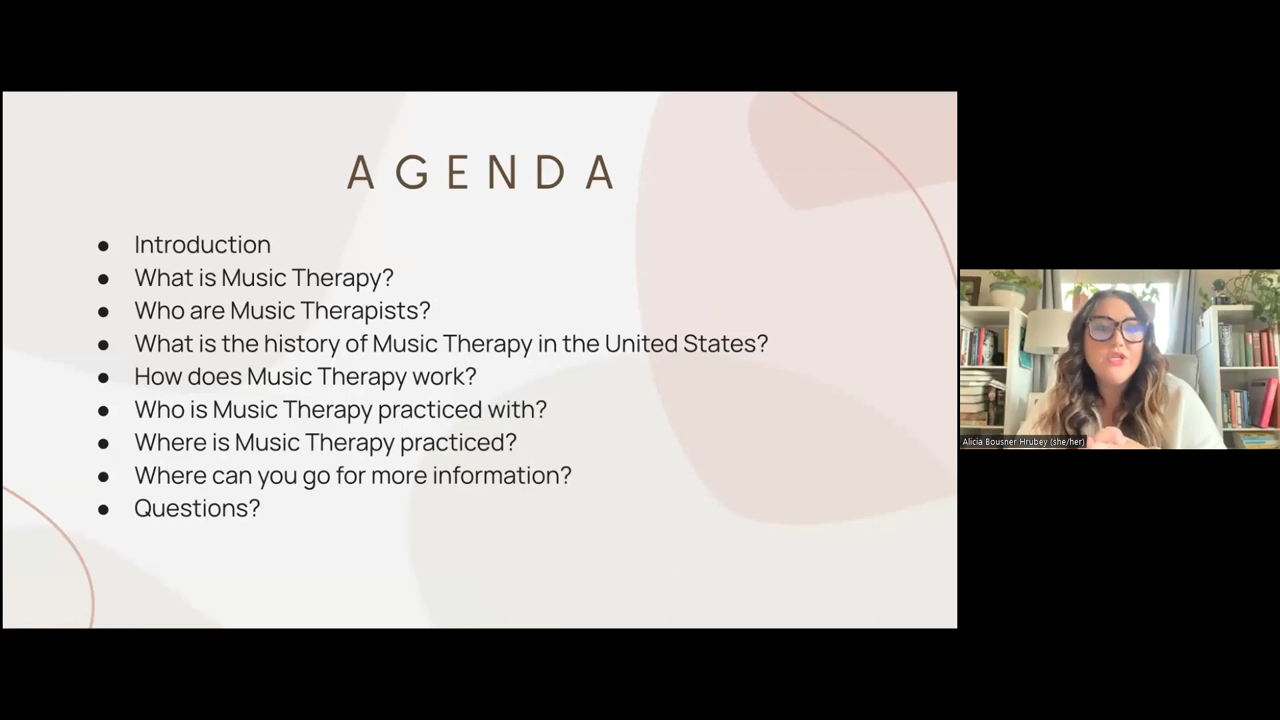 AGENDA
● Introduction
● What is Music Therapy?
● Who are Music Therapists?
● What is the history of Music Therapy in the United States?
● How does Music Therapy work?
● Who is Music Therapy practiced with?
● Where is Music Therapy practiced?
● Where can you go for more information?
● Questions?
Alicia Bousner Hrubey (she/her)